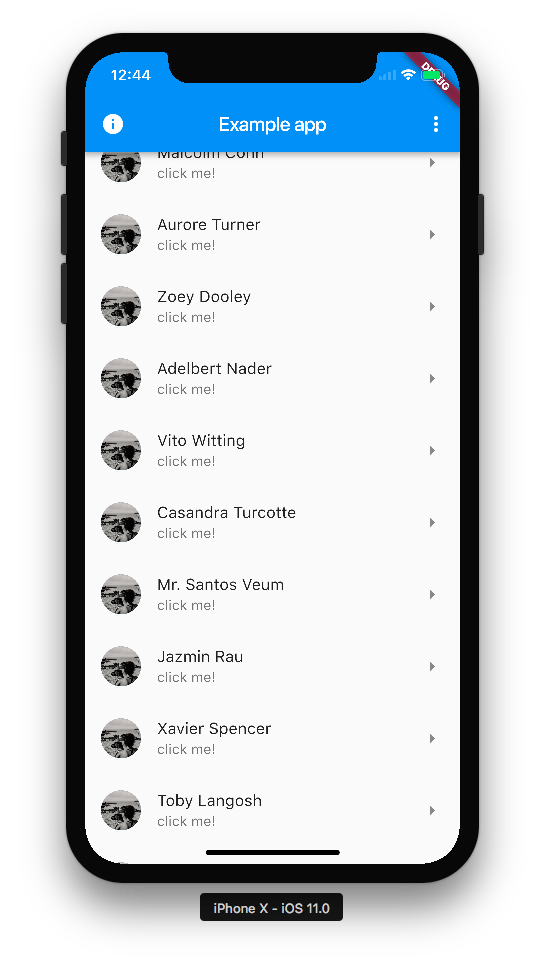 12:44
DEBUG
Example app
Malcolm Conn
click me!
Aurore Turner
click me!
Zoey Dooley
click me!
Adelbert Nader
click me!
Vito Witting
click me!
Casandra Turcotte
click me!
Mr. Santos Veum
click me!
Jazmin Rau
click me!
Xavier Spencer
click me!
Toby Langosh
click me!
iPhone X - iOS 11.0